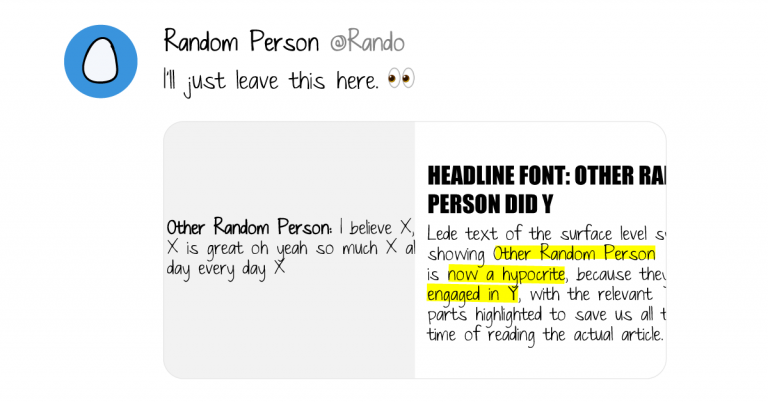 Random Person @Rando
I'll just leave this here. 👀
Other Random Person: I believe X,
X is great oh yeah so much X al
day every day X
HEADLINE FONT: OTHER RA
PERSON DID Y
Lede text of the surface level s
showing Other Random Person
is now a hypocrite, because they
engaged in Y, with the relevant
parts highlighted to save us all t
time of reading the actual article.